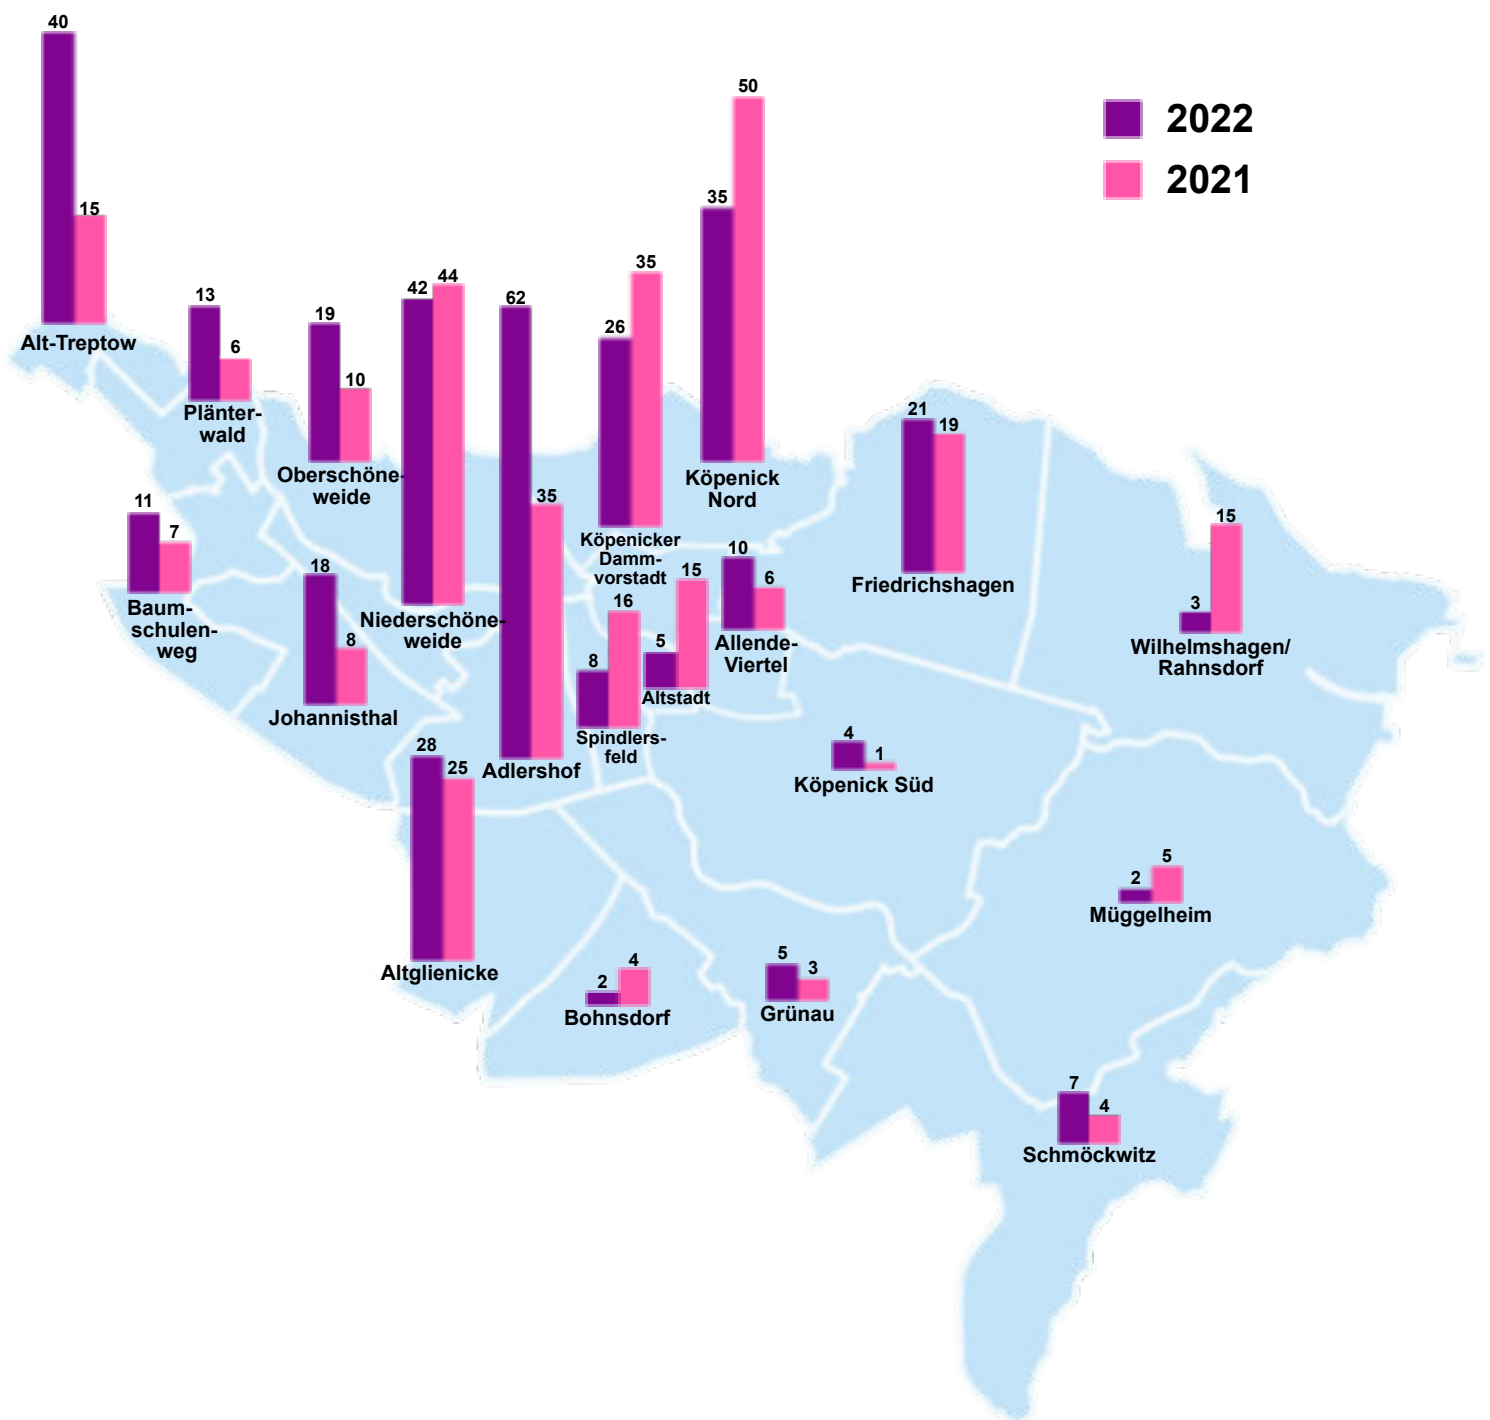 40
15
Alt-Treptow
13
6
Plänter-
wald
19
10
Oberschöne-
weide
42
44
Niederschöne-
weide
62
35
Adlershof
26
35
Köpenicker
Damm-
vorstadt
35
50
Köpenick
Nord
2022
2021
21
19
Friedrichshagen
3
15
Wilhelmshagen/
Rahnsdorf
11
7
Baum-
schulen-
weg
18
8
Johannisthal
8
16
Spindlers-
feld
5
15
Altstadt
10
6
Allende-
Viertel
4
1
Köpenick Süd
28
25
Altglienicke
2
4
Bohnsdorf
5
3
Grünau
2
5
Müggelheim
7
4
Schmöckwitz